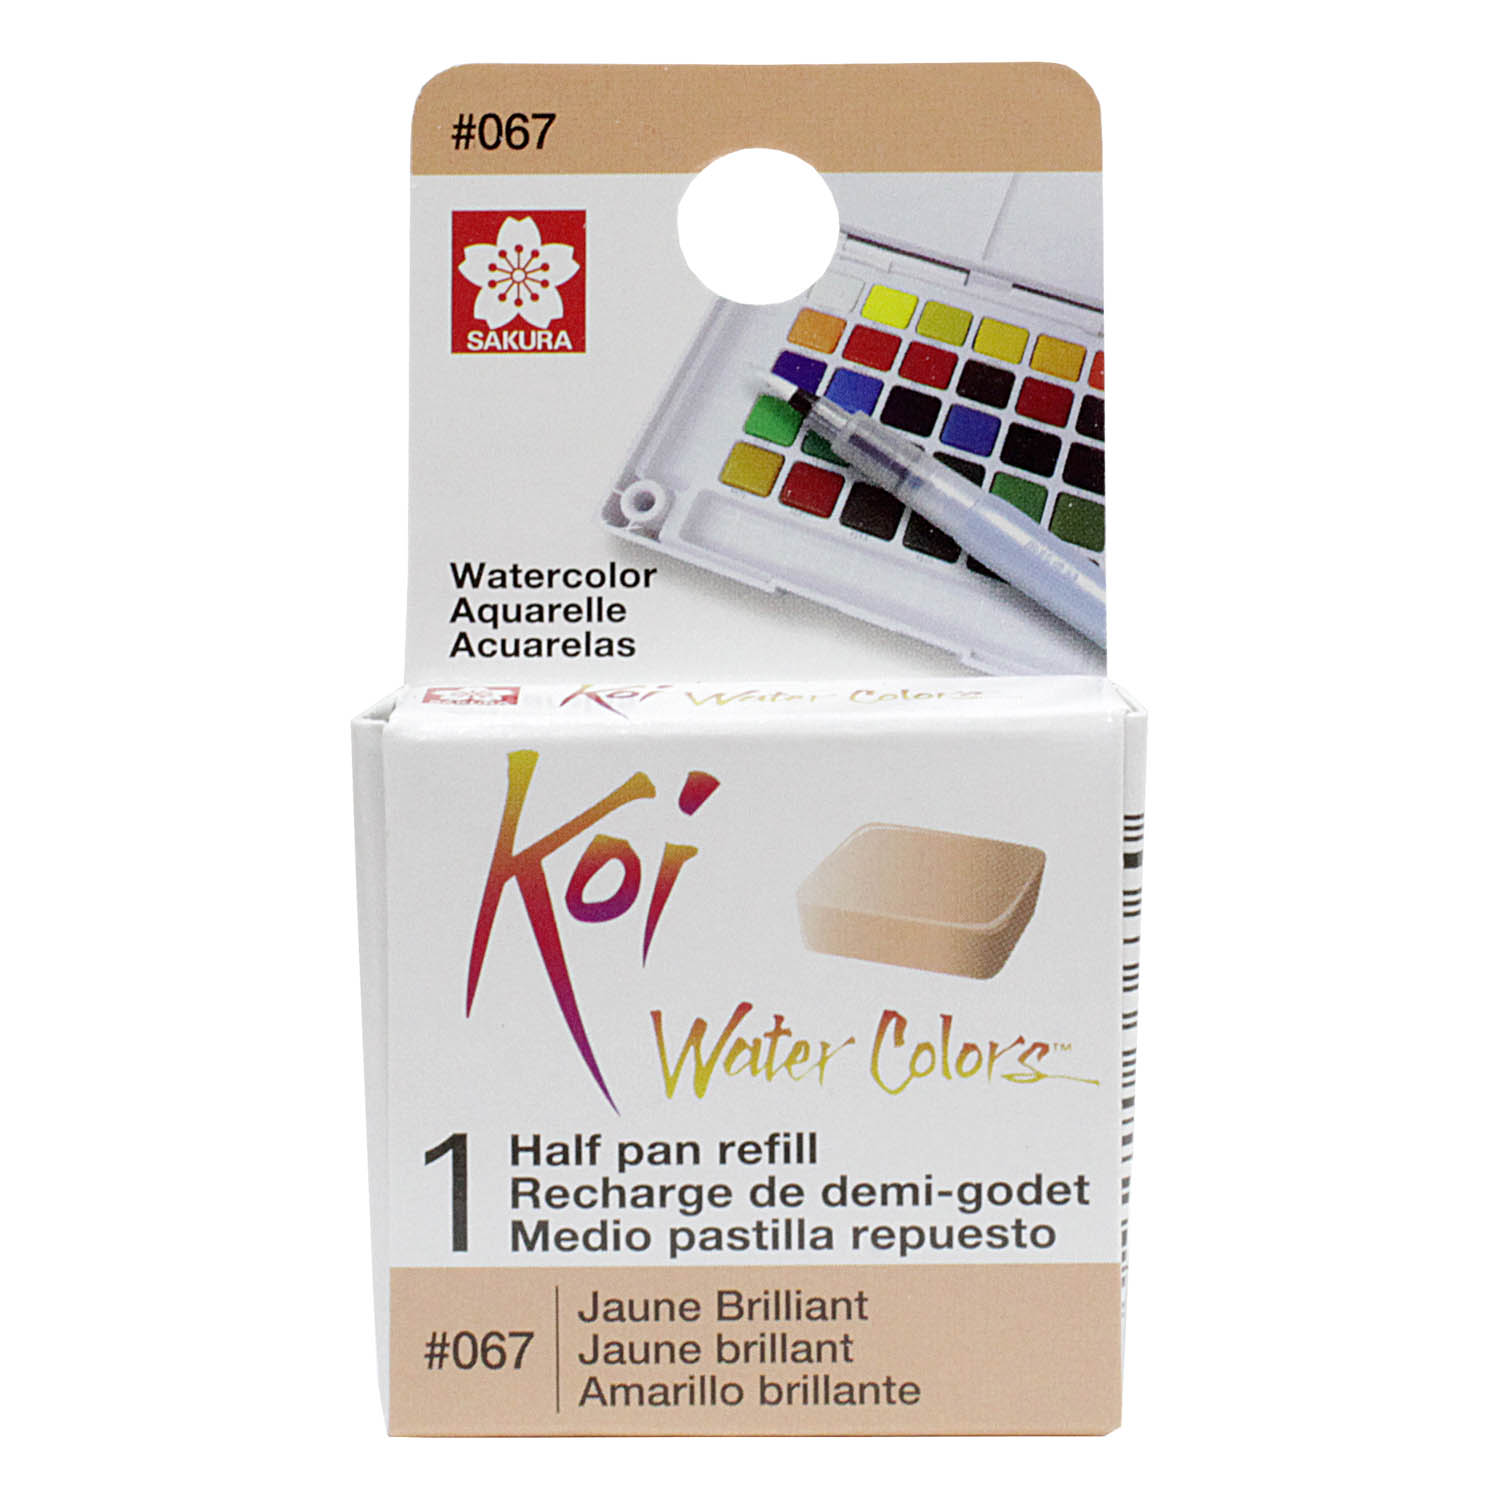 #067
SAKURA
Watercolor
Aquarelle
Acuarelas
Koi Water Colors
Koi
Water Colors™
1
Half pan refill
Recharge de demi-godet
Medio pastilla repuesto
#067
Jaune Brilliant
Jaune brillant
Amarillo brillante